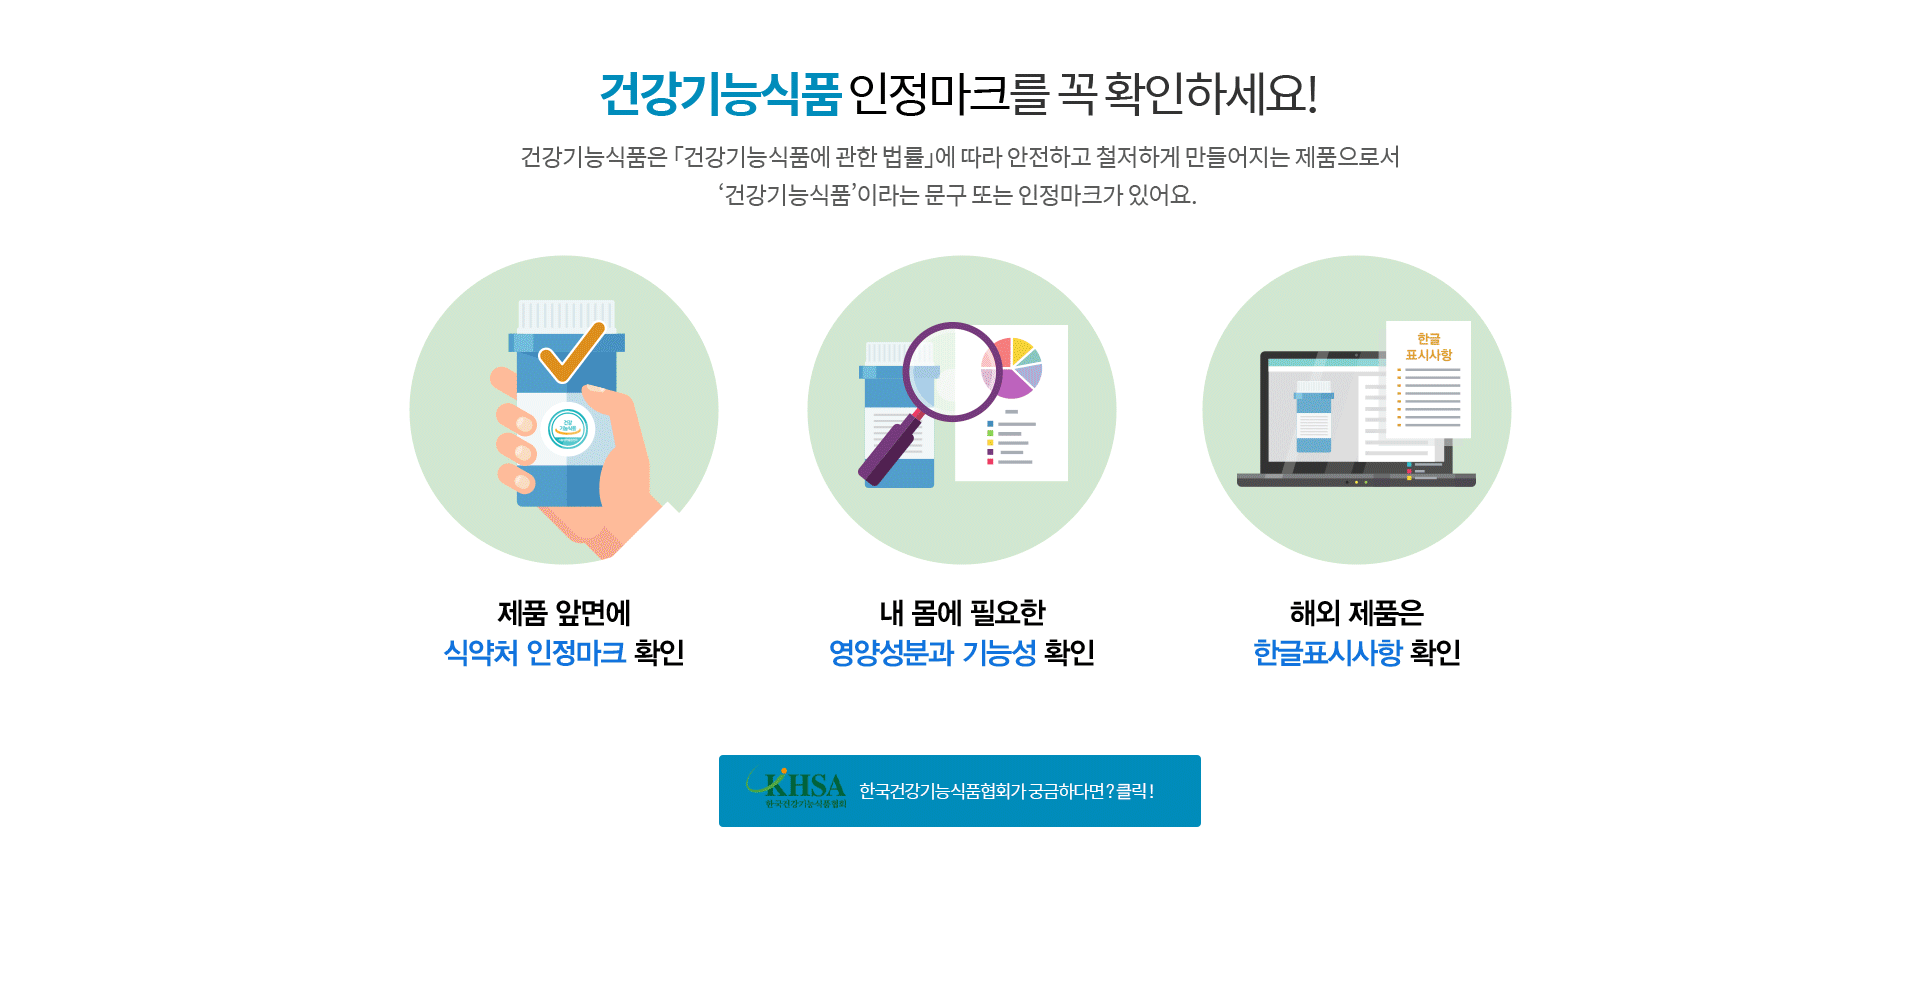 건강기능식품 인정마크를 꼭 확인하세요!
건강기능식품은 「건강기능식품에 관한 법률」에 따라 안전하고 철저하게 만들어지는 제품으로서
‘건강기능식품’이라는 문구 또는 인정마크가 있어요.
건강
기능식품
한글
표시사항
제품 앞면에
식약처 인정마크 확인
내 몸에 필요한
영양성분과 기능성 확인
해외 제품은
한글표시사항 확인
KHSA
한국건강기능식품협회
한국건강기능식품협회가 궁금하다면? 클릭!